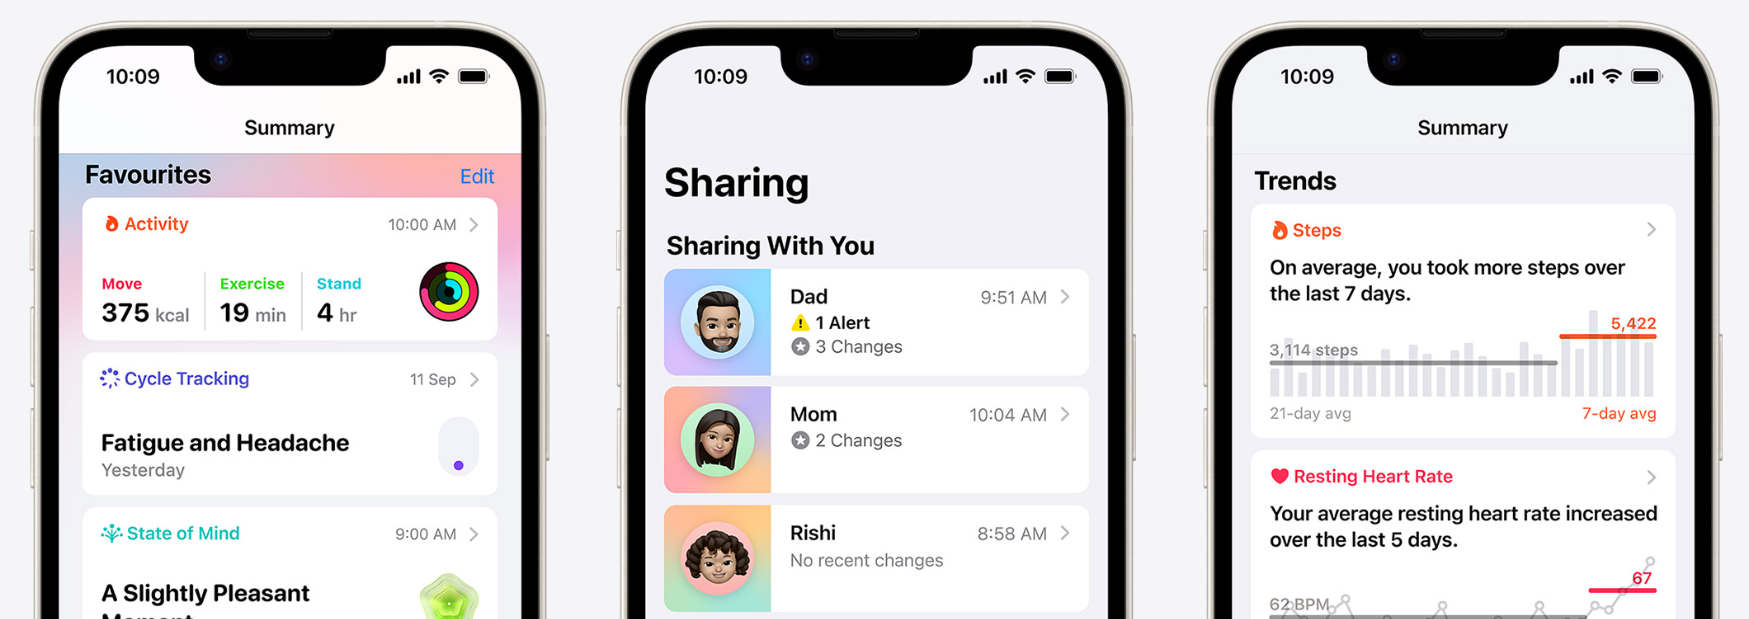 10:09
Summary
Favourites
Edit
Activity
10:00 AM
Move
Exercise
Stand
375 kcal
19 min
4 hr
Cycle Tracking
11 Sep
Fatigue and Headache
Yesterday
State of Mind
9:00 AM
A Slightly Pleasant
Moment
10:09
Sharing
Sharing With You
Dad
9:51 AM
1 Alert
3 Changes
Mom
10:04 AM
2 Changes
Rishi
8:58 AM
No recent changes
10:09
Summary
Trends
Steps
On average, you took more steps over
the last 7 days.
5,422
3,114 steps
21-day avg
7-day avg
Resting Heart Rate
Your average resting heart rate increased
over the last 5 days.
67
62 BPM